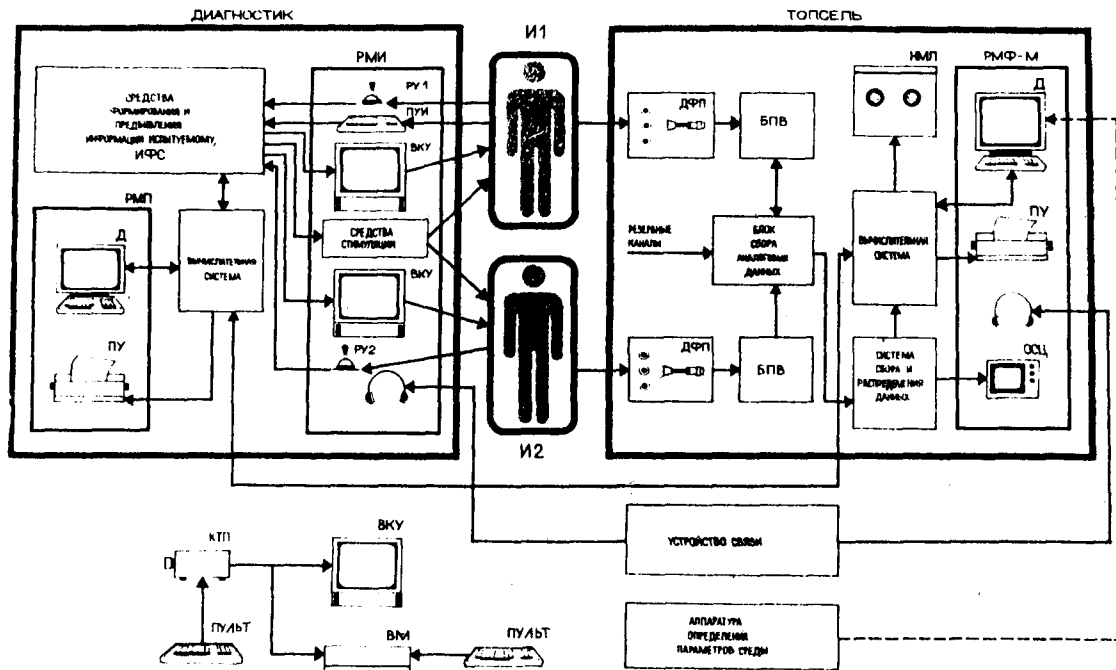 ДИАГНОСТИК
И1
ТОПСЕЛЬ
РМИ
СРЕДСТВА
ФОРМИРОВАНИЯ И
ПРЕДЪЯВЛЕНИЯ
ИНФОРМАЦИИ ИСПЫТУЕМОМУ,
ИФС
РУ1
ПУИ
ВКУ
СРЕДСТВА
СТИМУЛЯЦИИ
ВКУ
РУ2
РМП
Д
ПУ
ВЫЧИСЛИТЕЛЬНАЯ
СИСТЕМА
И2
ДФП
БПВ
РЕЗЕРВНЫЕ
КАНАЛЫ
БЛОК
СБОРА
АНАЛОГОВЫХ
ДАННЫХ
ДФП
БПВ
НМЛ
ВЫЧИСЛИТЕЛЬНАЯ
СИСТЕМА
СИСТЕМА
СБОРА И
РАСПРЕДЕЛЕНИЯ
ДАННЫХ
РМФ-М
Д
ПУ
ОСЦ
УСТРОЙСТВО СВЯЗИ
АППАРАТУРА
ОПРЕДЕЛЕНИЯ
ПАРАМЕТРОВ СРЕДЫ
КТП
ВКУ
ПУЛЬТ
ВМ
ПУЛЬТ